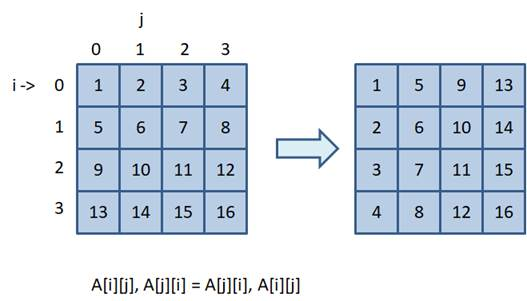 j
0 1 2 3
i -> 0 1 2 3 4 1 5 9 13
1 5 6 7 8 2 6 10 14
2 9 10 11 12 3 7 11 15
3 13 14 15 16 4 8 12 16
A[i][j], A[j][i] = A[j][i], A[i][j]